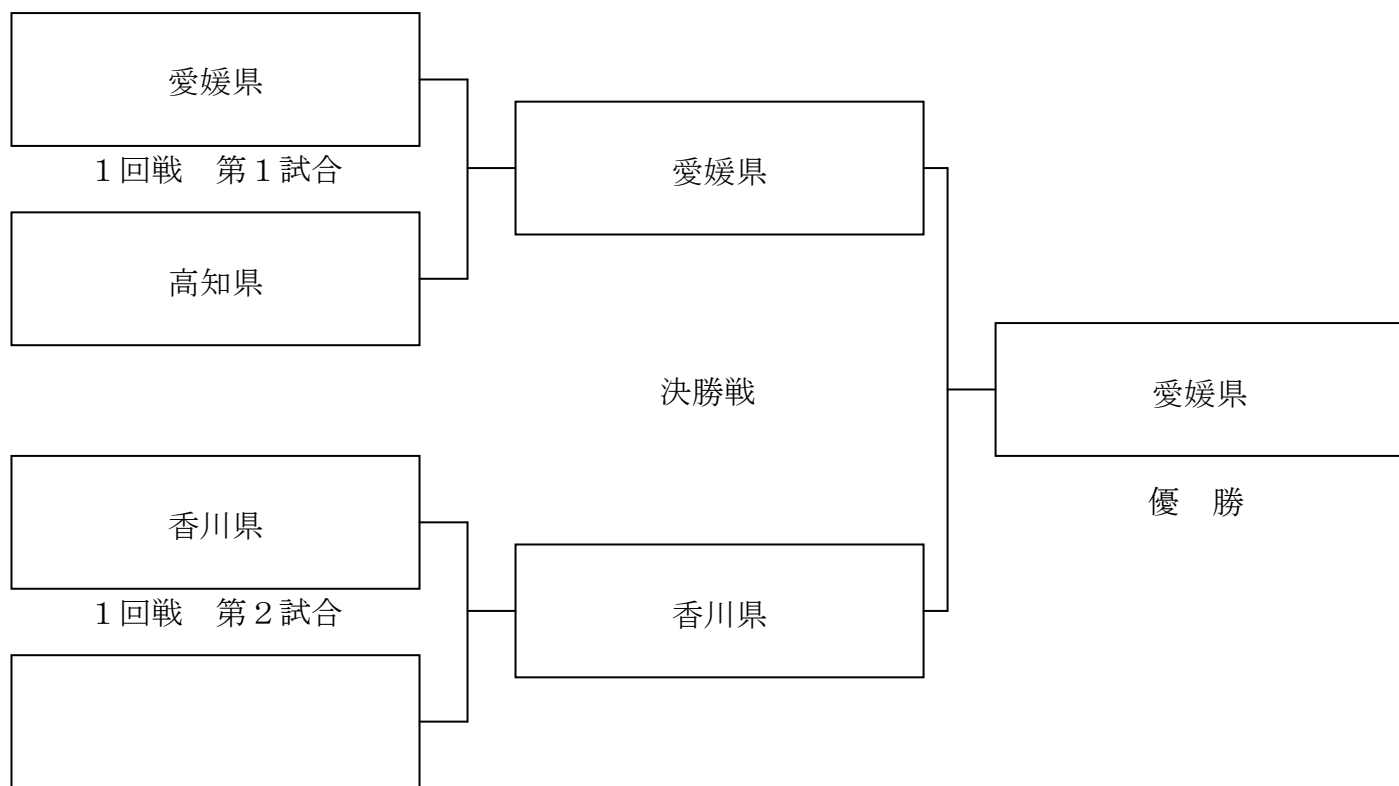 愛媛県
１回戦　第１試合
高知県
愛媛県
決勝戦
愛媛県
優　勝
香川県
１回戦　第２試合
香川県